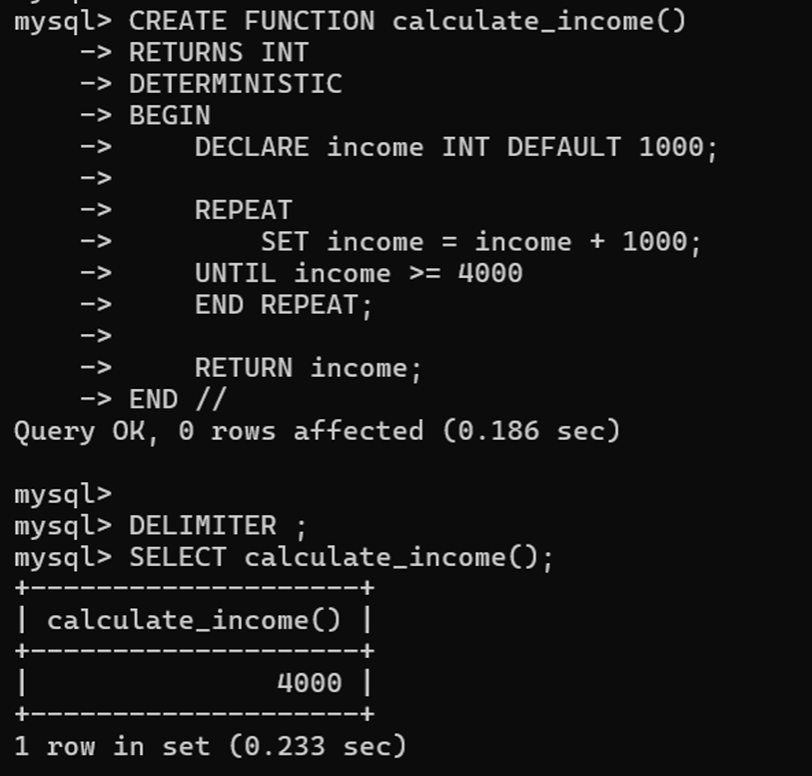 mysql> CREATE FUNCTION calculate_income()
    -> RETURNS INT
    -> DETERMINISTIC
    -> BEGIN
    ->     DECLARE income INT DEFAULT 1000;
    ->
    ->     REPEAT
    ->         SET income = income + 1000;
    ->     UNTIL income >= 4000
    ->     END REPEAT;
    ->
    ->     RETURN income;
    -> END //
Query OK, 0 rows affected (0.186 sec)

mysql>
mysql> DELIMITER ;
mysql> SELECT calculate_income();
+--------------------+
| calculate_income() |
+--------------------+
|               4000 |
+--------------------+
1 row in set (0.233 sec)